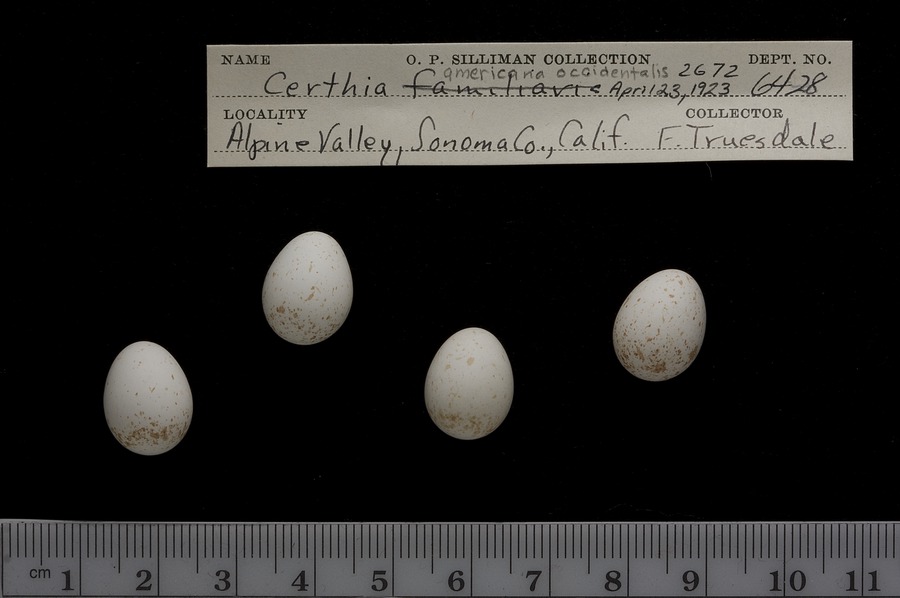 NAME O. P. SILLIMAN COLLECTION DEPT. NO.
americana occidentalis 2672
Certhia familiaris April 23, 1923 6428
LOCALITY COLLECTOR
Alpine Valley, Sonoma Co., Calif. F. Truesdale
cm 1 2 3 4 5 6 7 8 9 10 11